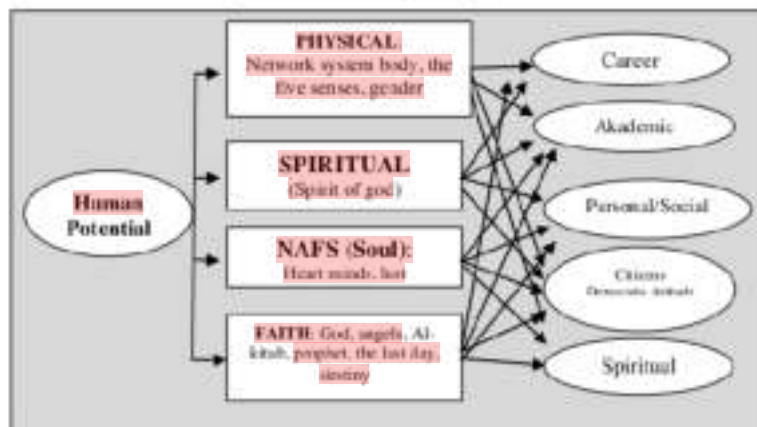 PHYSICAL
Network system body, the
five senses, gender
SPIRITUAL
(Spirit of god)
NAFS (Soul):
Heart minds, lust
FAITH: God, angels, Al-
kitab, prophet, the last day,
Human
Potential
Career
Akademic
Personal/Social
Citizens
Spiritual